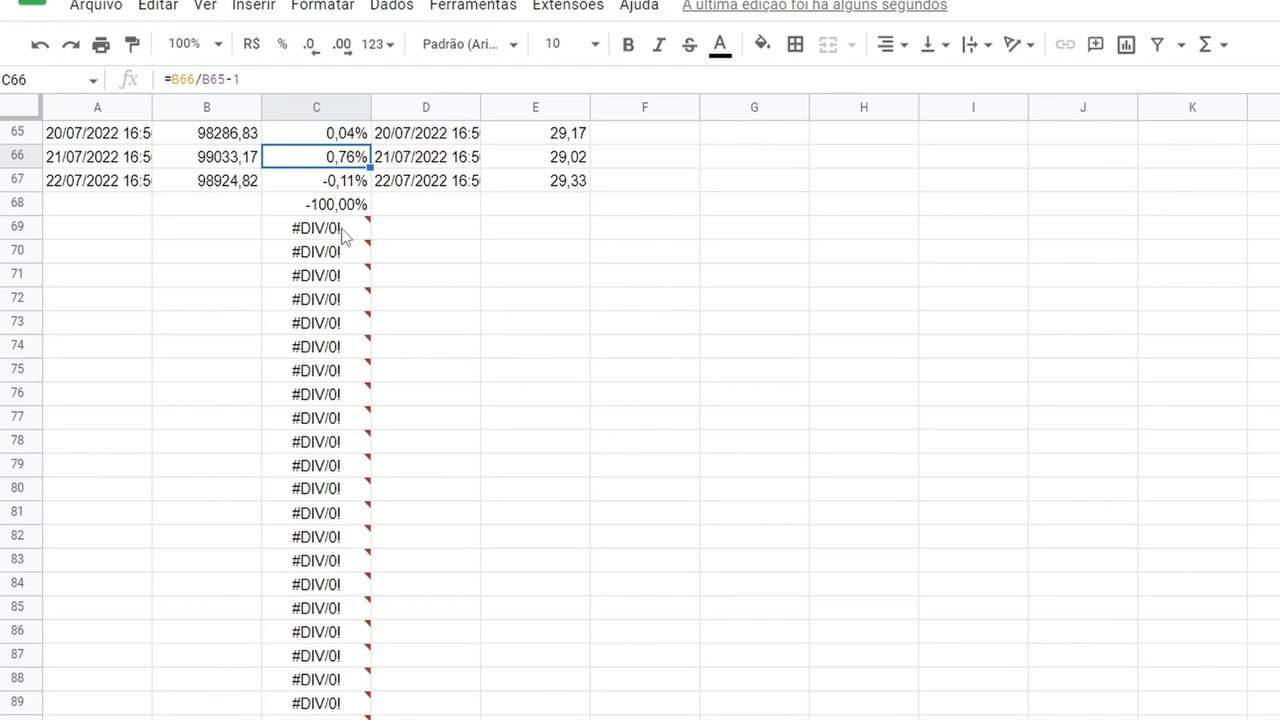 Arquivo Editar Ver Inserir Formatar Dados Ferramentas Extensões Ajuda A última edição foi há alguns segundos
100% R$ % .0 .00 123 Padrão (Ari... 10 B I S A Σ
C66 fx =B66/B65-1
A B C D E F G H I J K
65 20/07/2022 16:5 98286,83 0,04% 20/07/2022 16:5 29,17
66 21/07/2022 16:5 99033,17 0,76% 21/07/2022 16:5 29,02
67 22/07/2022 16:5 98924,82 -0,11% 22/07/2022 16:5 29,33
68 -100,00%
69 #DIV/0!
70 #DIV/0!
71 #DIV/0!
72 #DIV/0!
73 #DIV/0!
74 #DIV/0!
75 #DIV/0!
76 #DIV/0!
77 #DIV/0!
78 #DIV/0!
79 #DIV/0!
80 #DIV/0!
81 #DIV/0!
82 #DIV/0!
83 #DIV/0!
84 #DIV/0!
85 #DIV/0!
86 #DIV/0!
87 #DIV/0!
88 #DIV/0!
89 #DIV/0!